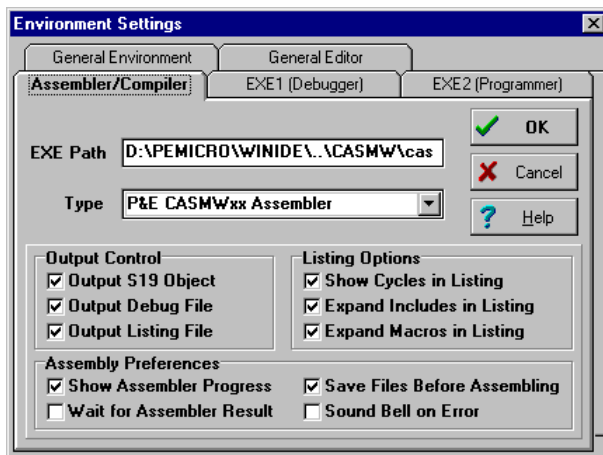 Environment Settings
General Environment
General Editor
Assembler/Compiler
EXE1 (Debugger)
EXE2 (Programmer)
EXE Path
D:\PEMICRO\WINIDE\..\CASMW\cas
Type
P&E CASMWxx Assembler
OK
Cancel
Help
Output Control
Output S19 Object
Output Debug File
Output Listing File
Listing Options
Show Cycles in Listing
Expand Includes in Listing
Expand Macros in Listing
Assembly Preferences
Show Assembler Progress
Save Files Before Assembling
Wait for Assembler Result
Sound Bell on Error